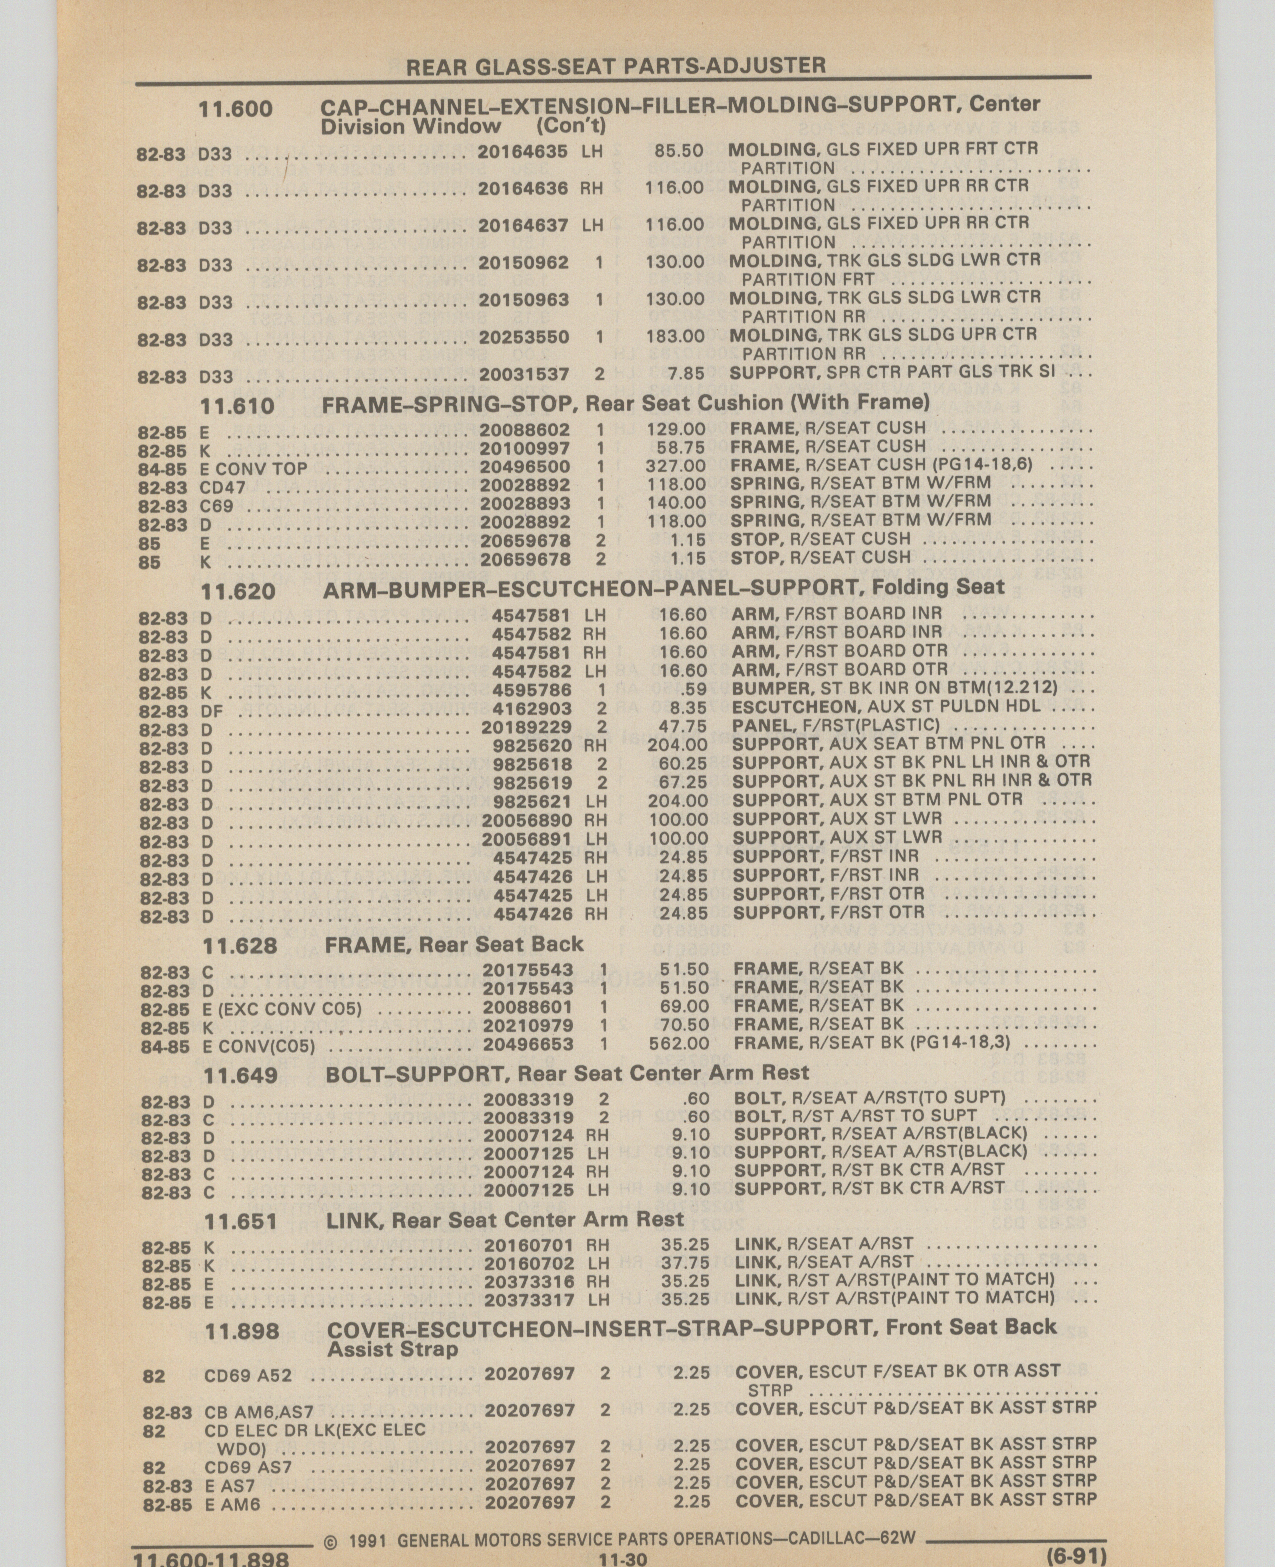 REAR GLASS-SEAT PARTS-ADJUSTER
11.600 CAP–CHANNEL–EXTENSION–FILLER–MOLDING–SUPPORT, Center
Division Window (Con't)
82-83 D33 ...................... 20164635 LH 85.50 MOLDING, GLS FIXED UPR FRT CTR
PARTITION ........................
82-83 D33 ...................... 20164636 RH 116.00 MOLDING, GLS FIXED UPR RR CTR
PARTITION ........................
82-83 D33 ...................... 20164637 LH 116.00 MOLDING, GLS FIXED UPR RR CTR
PARTITION ........................
82-83 D33 ...................... 20150962 1 130.00 MOLDING, TRK GLS SLDG LWR CTR
PARTITION FRT ....................
82-83 D33 ...................... 20150963 1 130.00 MOLDING, TRK GLS SLDG LWR CTR
PARTITION RR .....................
82-83 D33 ...................... 20253550 1 183.00 MOLDING, TRK GLS SLDG UPR CTR
PARTITION RR .....................
82-83 D33 ...................... 20031537 2 7.85 SUPPORT, SPR CTR PART GLS TRK SI ...
11.610 FRAME–SPRING–STOP, Rear Seat Cushion (With Frame)
82-85 E ........................ 20088602 1 129.00 FRAME, R/SEAT CUSH ...............
82-85 K ........................ 20100997 1 58.75 FRAME, R/SEAT CUSH ...............
84-85 E CONV TOP .............. 20496500 1 327.00 FRAME, R/SEAT CUSH (PG14-18,6) .....
82-83 CD47 .................... 20028892 1 118.00 SPRING, R/SEAT BTM W/FRM .........
82-83 C69 ...................... 20028893 1 140.00 SPRING, R/SEAT BTM W/FRM .........
82-83 D ........................ 20028892 1 118.00 SPRING, R/SEAT BTM W/FRM .........
85 E ........................ 20659678 2 1.15 STOP, R/SEAT CUSH .................
85 K ........................ 20659678 2 1.15 STOP, R/SEAT CUSH .................
11.620 ARM–BUMPER–ESCUTCHEON–PANEL–SUPPORT, Folding Seat
82-83 D ........................ 4547581 LH 16.60 ARM, F/RST BOARD INR .............
82-83 D ........................ 4547582 RH 16.60 ARM, F/RST BOARD INR .............
82-83 D ........................ 4547581 RH 16.60 ARM, F/RST BOARD OTR ..............
82-83 D ........................ 4547582 LH 16.60 ARM, F/RST BOARD OTR ..............
82-85 K ........................ 4595786 1 .59 BUMPER, ST BK INR ON BTM(12.212) ...
82-83 DF ....................... 4162903 2 8.35 ESCUTCHEON, AUX ST PULDN HDL .....
82-83 D ........................ 20189229 2 47.75 PANEL, F/RST(PLASTIC) ..............
82-83 D ........................ 9825620 RH 204.00 SUPPORT, AUX SEAT BTM PNL OTR ....
82-83 D ........................ 9825618 2 60.25 SUPPORT, AUX ST BK PNL LH INR & OTR
82-83 D ........................ 9825619 2 67.25 SUPPORT, AUX ST BK PNL RH INR & OTR
82-83 D ........................ 9825621 LH 204.00 SUPPORT, AUX ST BTM PNL OTR ......
82-83 D ........................ 20056890 RH 100.00 SUPPORT, AUX ST LWR ..............
82-83 D ........................ 20056891 LH 100.00 SUPPORT, AUX ST LWR ..............
82-83 D ........................ 4547425 RH 24.85 SUPPORT, F/RST INR ................
82-83 D ........................ 4547426 LH 24.85 SUPPORT, F/RST INR ................
82-83 D ........................ 4547425 LH 24.85 SUPPORT, F/RST OTR ...............
82-83 D ........................ 4547426 RH 24.85 SUPPORT, F/RST OTR ...............
11.628 FRAME, Rear Seat Back
82-83 C ........................ 20175543 1 51.50 FRAME, R/SEAT BK ..................
82-83 D ........................ 20175543 1 51.50 FRAME, R/SEAT BK ..................
82-85 E (EXC CONV C05) .......... 20088601 1 69.00 FRAME, R/SEAT BK ..................
82-85 K ........................ 20210979 1 70.50 FRAME, R/SEAT BK ..................
84-85 E CONV(C05) ............... 20496653 1 562.00 FRAME, R/SEAT BK (PG14-18,3) ........
11.649 BOLT–SUPPORT, Rear Seat Center Arm Rest
82-83 D ........................ 20083319 2 .60 BOLT, R/SEAT A/RST(TO SUPT) ........
82-83 C ........................ 20083319 2 .60 BOLT, R/ST A/RST TO SUPT ...........
82-83 D ........................ 20007124 RH 9.10 SUPPORT, R/SEAT A/RST(BLACK) ......
82-83 D ........................ 20007125 LH 9.10 SUPPORT, R/SEAT A/RST(BLACK) ......
82-83 C ........................ 20007124 RH 9.10 SUPPORT, R/ST BK CTR A/RST ........
82-83 C ........................ 20007125 LH 9.10 SUPPORT, R/ST BK CTR A/RST ........
11.651 LINK, Rear Seat Center Arm Rest
82-85 K ........................ 20160701 RH 35.25 LINK, R/SEAT A/RST .................
82-85 K ........................ 20160702 LH 37.75 LINK, R/SEAT A/RST .................
82-85 E ........................ 20373316 RH 35.25 LINK, R/ST A/RST(PAINT TO MATCH) ...
82-85 E ........................ 20373317 LH 35.25 LINK, R/ST A/RST(PAINT TO MATCH) ...
11.898 COVER–ESCUTCHEON–INSERT–STRAP–SUPPORT, Front Seat Back
Assist Strap
82 CD69 A52 ................ 20207697 2 2.25 COVER, ESCUT F/SEAT BK OTR ASST
STRP .............................
82-83 CB AM6,AS7 .............. 20207697 2 2.25 COVER, ESCUT P&D/SEAT BK ASST STRP
82 CD ELEC DR LK(EXC ELEC
WDO) ................... 20207697 2 2.25 COVER, ESCUT P&D/SEAT BK ASST STRP
82 CD69 AS7 ................ 20207697 2 2.25 COVER, ESCUT P&D/SEAT BK ASST STRP
82-83 E AS7 .................... 20207697 2 2.25 COVER, ESCUT P&D/SEAT BK ASST STRP
82-85 E AM6 .................... 20207697 2 2.25 COVER, ESCUT P&D/SEAT BK ASST STRP
© 1991 GENERAL MOTORS SERVICE PARTS OPERATIONS—CADILLAC—62W
11.600-11.898 11-30 (6-91)